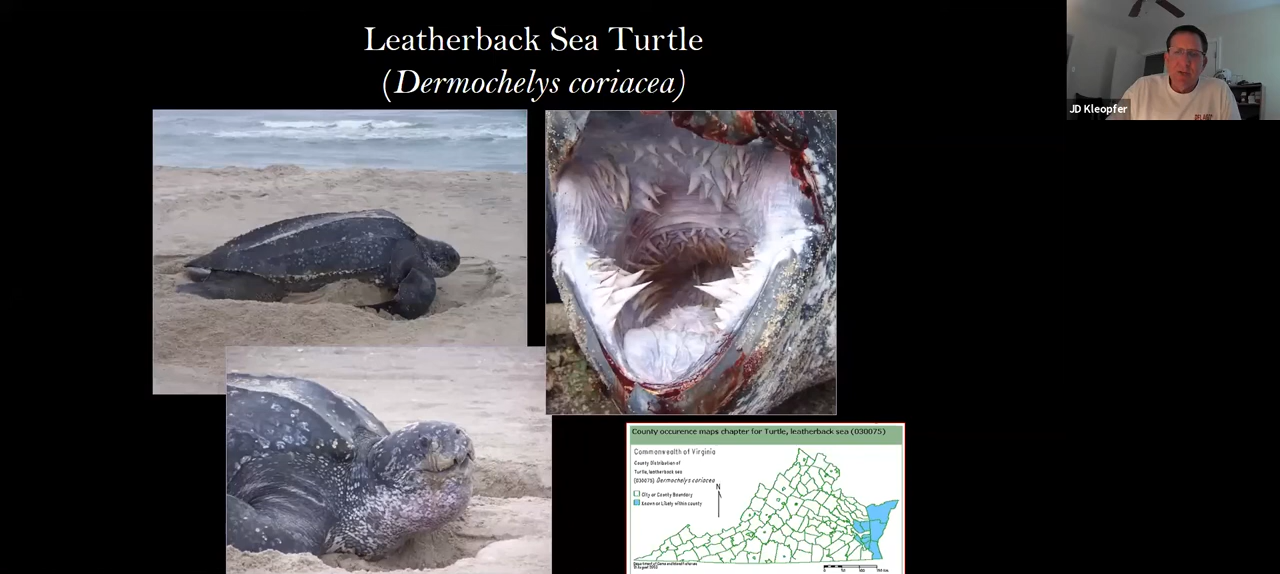 Leatherback Sea Turtle
(Dermochelys coriacea)
JD Kleopfer
County occurence maps chapter for Turtle, leatherback sea (030075)
Commonwealth of Virginia
County Distribution of
Turtle, leatherback sea
(030075) Dermochelys coriacea
N
City or County Boundary
Known or Likely within county